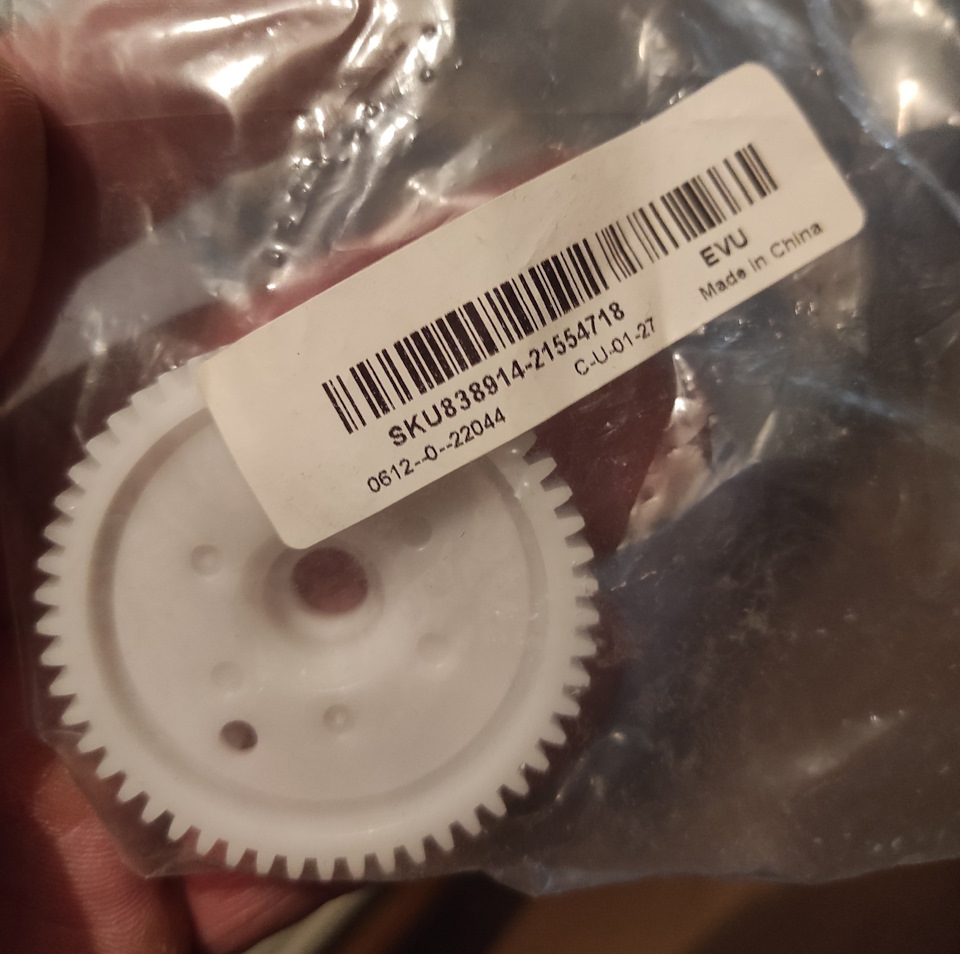 SKU838914-21554718
EVU
0612--0--22044
C-U-01-27
Made in China